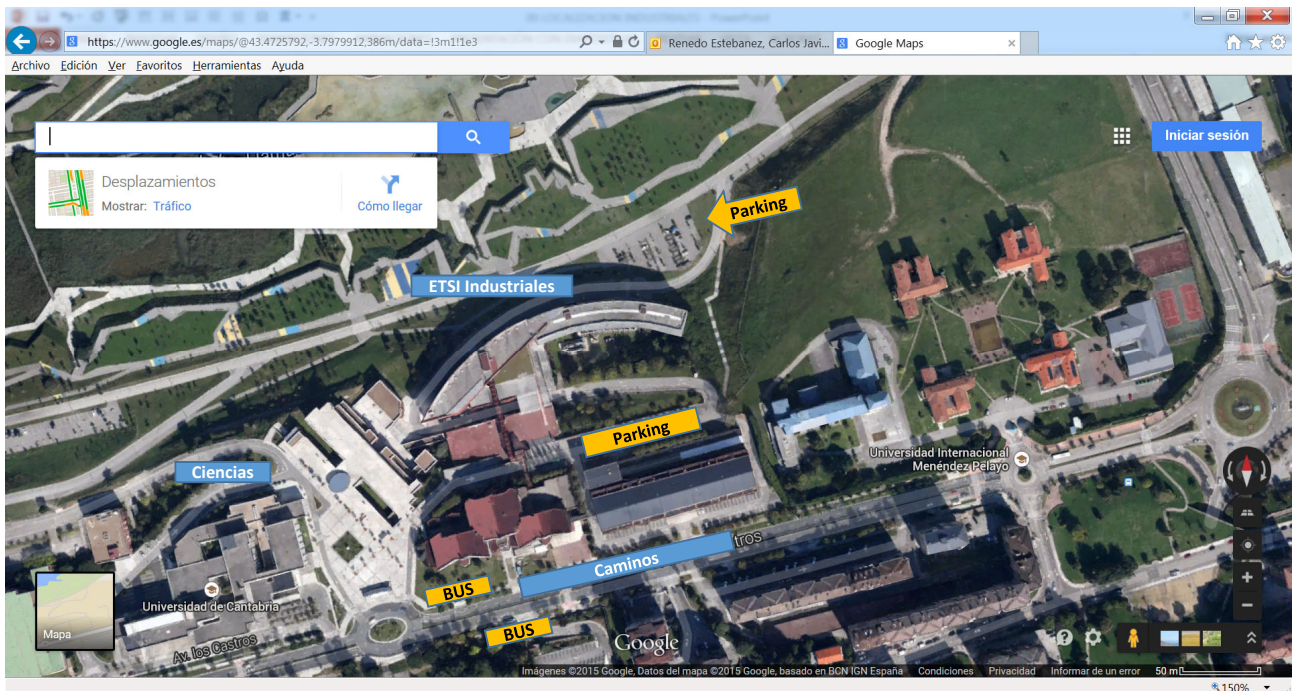 https://www.google.es/maps/@43.4725792,-3.7979912,386m/data=!3m1!1e3
Renedo Estebanez, Carlos Javi...
Google Maps
Archivo Edición Ver Favoritos Herramientas Ayuda
Iniciar sesión
Desplazamientos
Mostrar: Tráfico
Cómo llegar
Parking
ETSI Industriales
Parking
Universidad Internacional
Menéndez Pelayo
Ciencias
tros
Caminos
BUS
Universidad de Cantabria
BUS
Mapa
Av. los Castros
Google
Imágenes ©2015 Google, Datos del mapa ©2015 Google, basado en BCN IGN España Condiciones Privacidad Informar de un error 50 m
150%